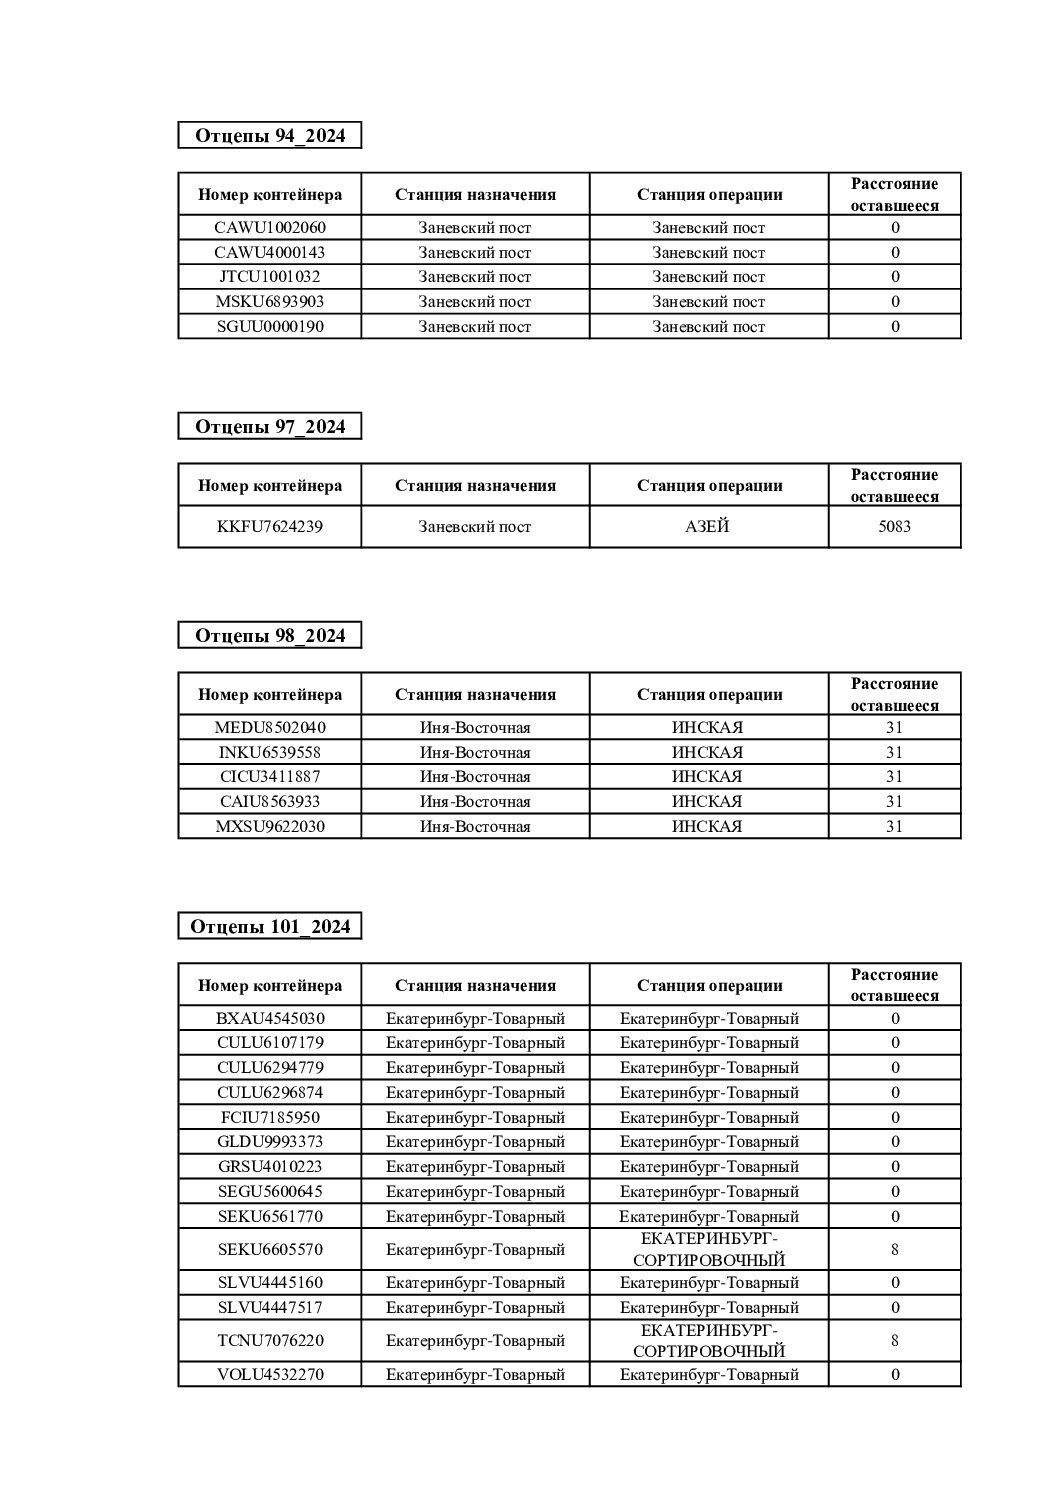 Отцепы 94_2024
Номер контейнера Станция назначения Станция операции Расстояние оставшееся
CAWU1002060 Заневский пост Заневский пост 0
CAWU4000143 Заневский пост Заневский пост 0
JTCU1001032 Заневский пост Заневский пост 0
MSKU6893903 Заневский пост Заневский пост 0
SGUU0000190 Заневский пост Заневский пост 0
Отцепы 97_2024
Номер контейнера Станция назначения Станция операции Расстояние оставшееся
KKFU7624239 Заневский пост АЗЕЙ 5083
Отцепы 98_2024
Номер контейнера Станция назначения Станция операции Расстояние оставшееся
MEDU8502040 Иня-Восточная ИНСКАЯ 31
INKU6539558 Иня-Восточная ИНСКАЯ 31
CICU3411887 Иня-Восточная ИНСКАЯ 31
CAIU8563933 Иня-Восточная ИНСКАЯ 31
MXSU9622030 Иня-Восточная ИНСКАЯ 31
Отцепы 101_2024
Номер контейнера Станция назначения Станция операции Расстояние оставшееся
BXAU4545030 Екатеринбург-Товарный Екатеринбург-Товарный 0
CULU6107179 Екатеринбург-Товарный Екатеринбург-Товарный 0
CULU6294779 Екатеринбург-Товарный Екатеринбург-Товарный 0
CULU6296874 Екатеринбург-Товарный Екатеринбург-Товарный 0
FCIU7185950 Екатеринбург-Товарный Екатеринбург-Товарный 0
GLDU9993373 Екатеринбург-Товарный Екатеринбург-Товарный 0
GRSU4010223 Екатеринбург-Товарный Екатеринбург-Товарный 0
SEGU5600645 Екатеринбург-Товарный Екатеринбург-Товарный 0
SEKU6561770 Екатеринбург-Товарный Екатеринбург-Товарный 0
SEKU6605570 Екатеринбург-Товарный ЕКАТЕРИНБУРГ-СОРТИРОВОЧНЫЙ 8
SLVU4445160 Екатеринбург-Товарный Екатеринбург-Товарный 0
SLVU4447517 Екатеринбург-Товарный Екатеринбург-Товарный 0
TCNU7076220 Екатеринбург-Товарный ЕКАТЕРИНБУРГ-СОРТИРОВОЧНЫЙ 8
VOLU4532270 Екатеринбург-Товарный Екатеринбург-Товарный 0